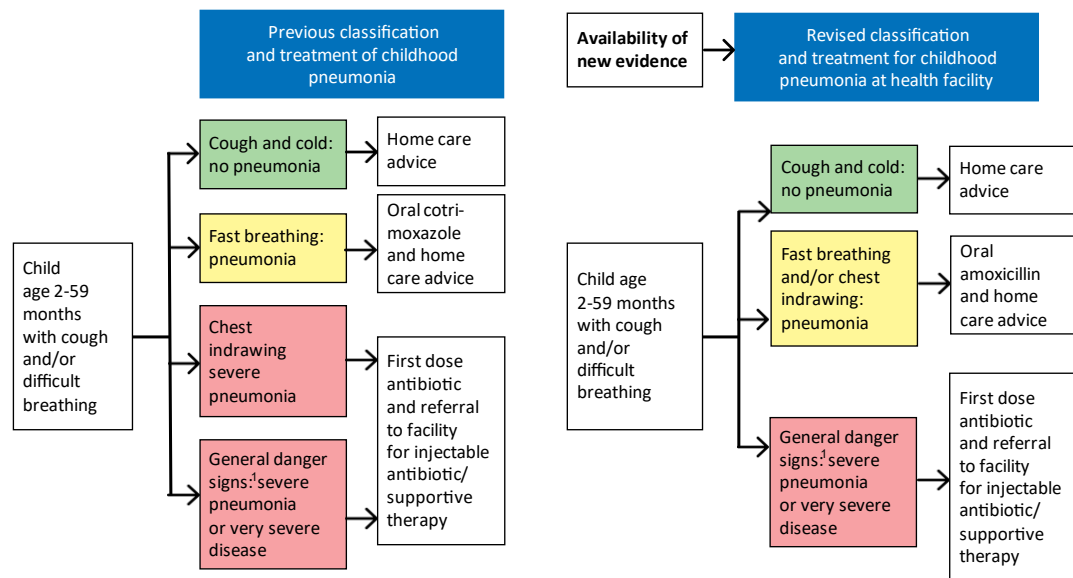 Previous classification
and treatment of childhood
pneumonia
Child
age 2-59
months
with cough
and/or
difficult
breathing
Cough and cold:
no pneumonia
Home care
advice
Fast breathing:
pneumonia
Oral cotri-
moxazole and
home care
advice
Chest
indrawing
severe
pneumonia
General danger
signs:¹ severe
pneumonia
or very severe
disease
First dose
antibiotic
and referral
to facility
for injectable
antibiotic/
supportive
therapy
Availability of
new evidence
Revised classification
and treatment for childhood
pneumonia at health facility
Child age
2-59 months
with cough
and/or
difficult
breathing
Cough and cold:
no pneumonia
Home care
advice
Fast breathing
and/or chest
indrawing:
pneumonia
Oral
amoxicillin
and home
care advice
General danger
signs:¹ severe
pneumonia
or very severe
disease
First dose
antibiotic
and referral
to facility
for injectable
antibiotic/
supportive
therapy